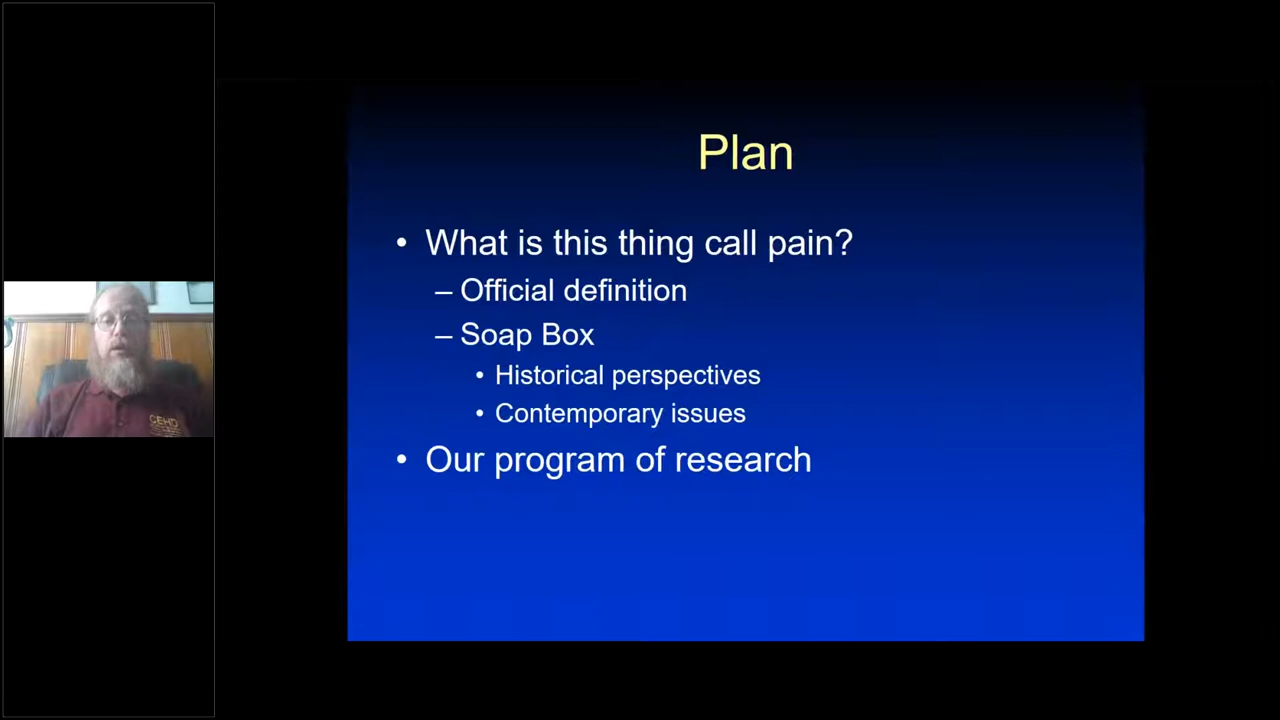 Plan
• What is this thing call pain?
– Official definition
– Soap Box
• Historical perspectives
• Contemporary issues
• Our program of research
CEHD